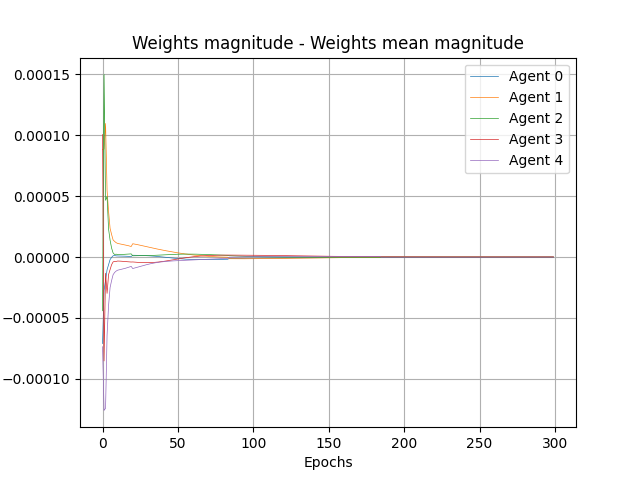 Weights magnitude - Weights mean magnitude
0.00015
0.00010
0.00005
0.00000
−0.00005
−0.00010
Agent 0
Agent 1
Agent 2
Agent 3
Agent 4
0 50 100 150 200 250 300
Epochs